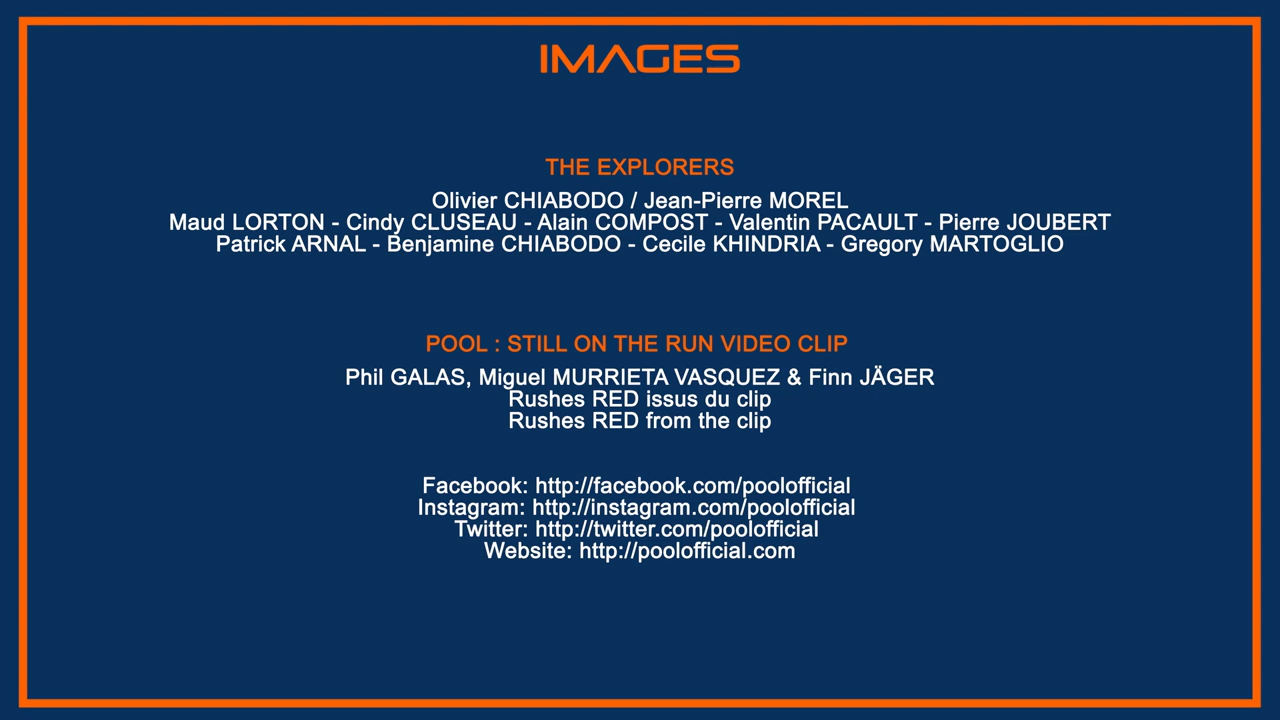 IMAGES
THE EXPLORERS
Olivier CHIABODO / Jean-Pierre MOREL
Maud LORTON - Cindy CLUSEAU - Alain COMPOST - Valentin PACAULT - Pierre JOUBERT
Patrick ARNAL - Benjamine CHIABODO - Cecile KHINDRIA - Gregory MARTOGLIO
POOL : STILL ON THE RUN VIDEO CLIP
Phil GALAS, Miguel MURRIETA VASQUEZ & Finn JÄGER
Rushes RED issus du clip
Rushes RED from the clip
Facebook: http://facebook.com/poolofficial
Instagram: http://instagram.com/poolofficial
Twitter: http://twitter.com/poolofficial
Website: http://poolofficial.com